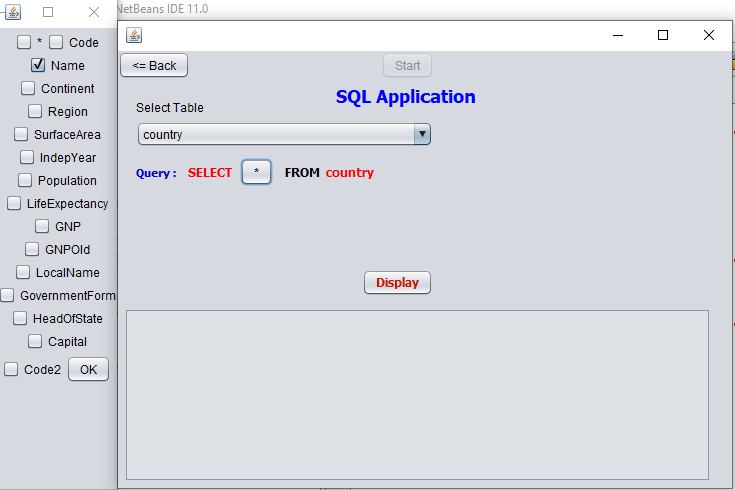 NetBeans IDE 11.0
* Code
Name
Continent
Region
SurfaceArea
IndepYear
Population
LifeExpectancy
GNP
GNPOld
LocalName
GovernmentForm
HeadOfState
Capital
Code2 OK
<= Back Start
SQL Application
Select Table
country
Query : SELECT * FROM country
Display